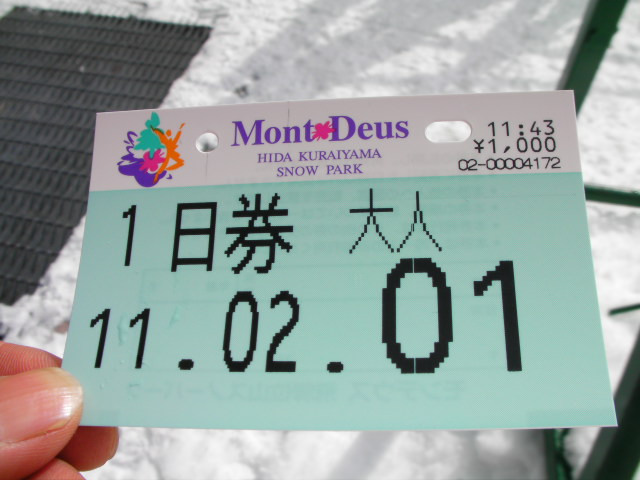 Mont Deus
HIDA KURAIYAMA
SNOW PARK
11:43
¥1,000
02-00004172
1日券 大人
11.02.01